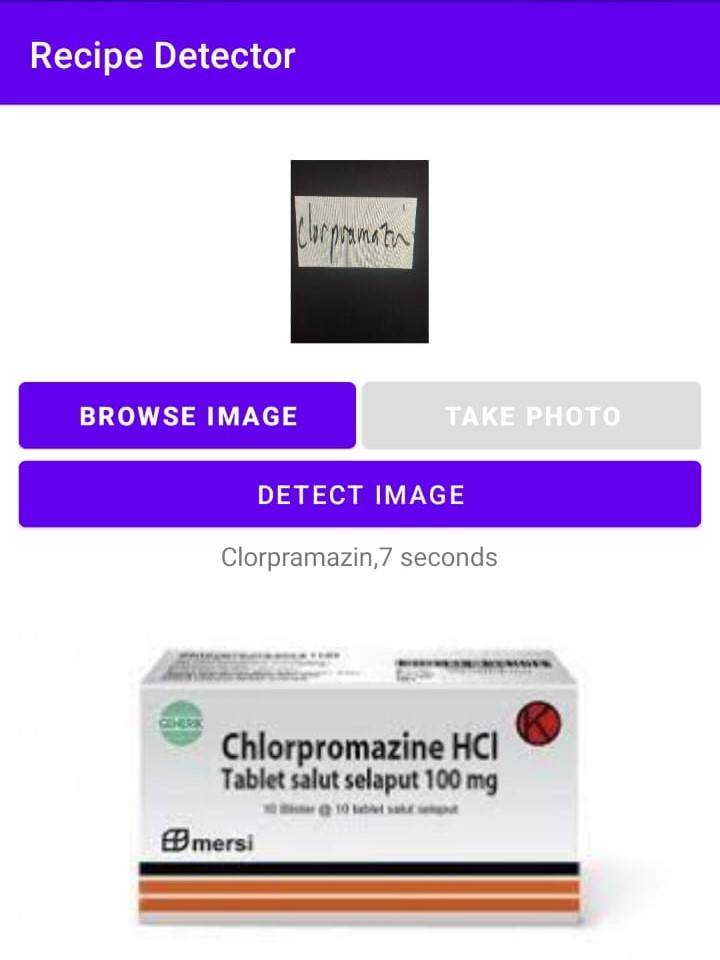 Recipe Detector
clorpramazin
BROWSE IMAGE
TAKE PHOTO
DETECT IMAGE
Clorpramazin,7 seconds
GENERIK
K
Chlorpromazine HCl
Tablet salut selaput 100 mg
10 Blister @ 10 tablet salut selaput
mersi